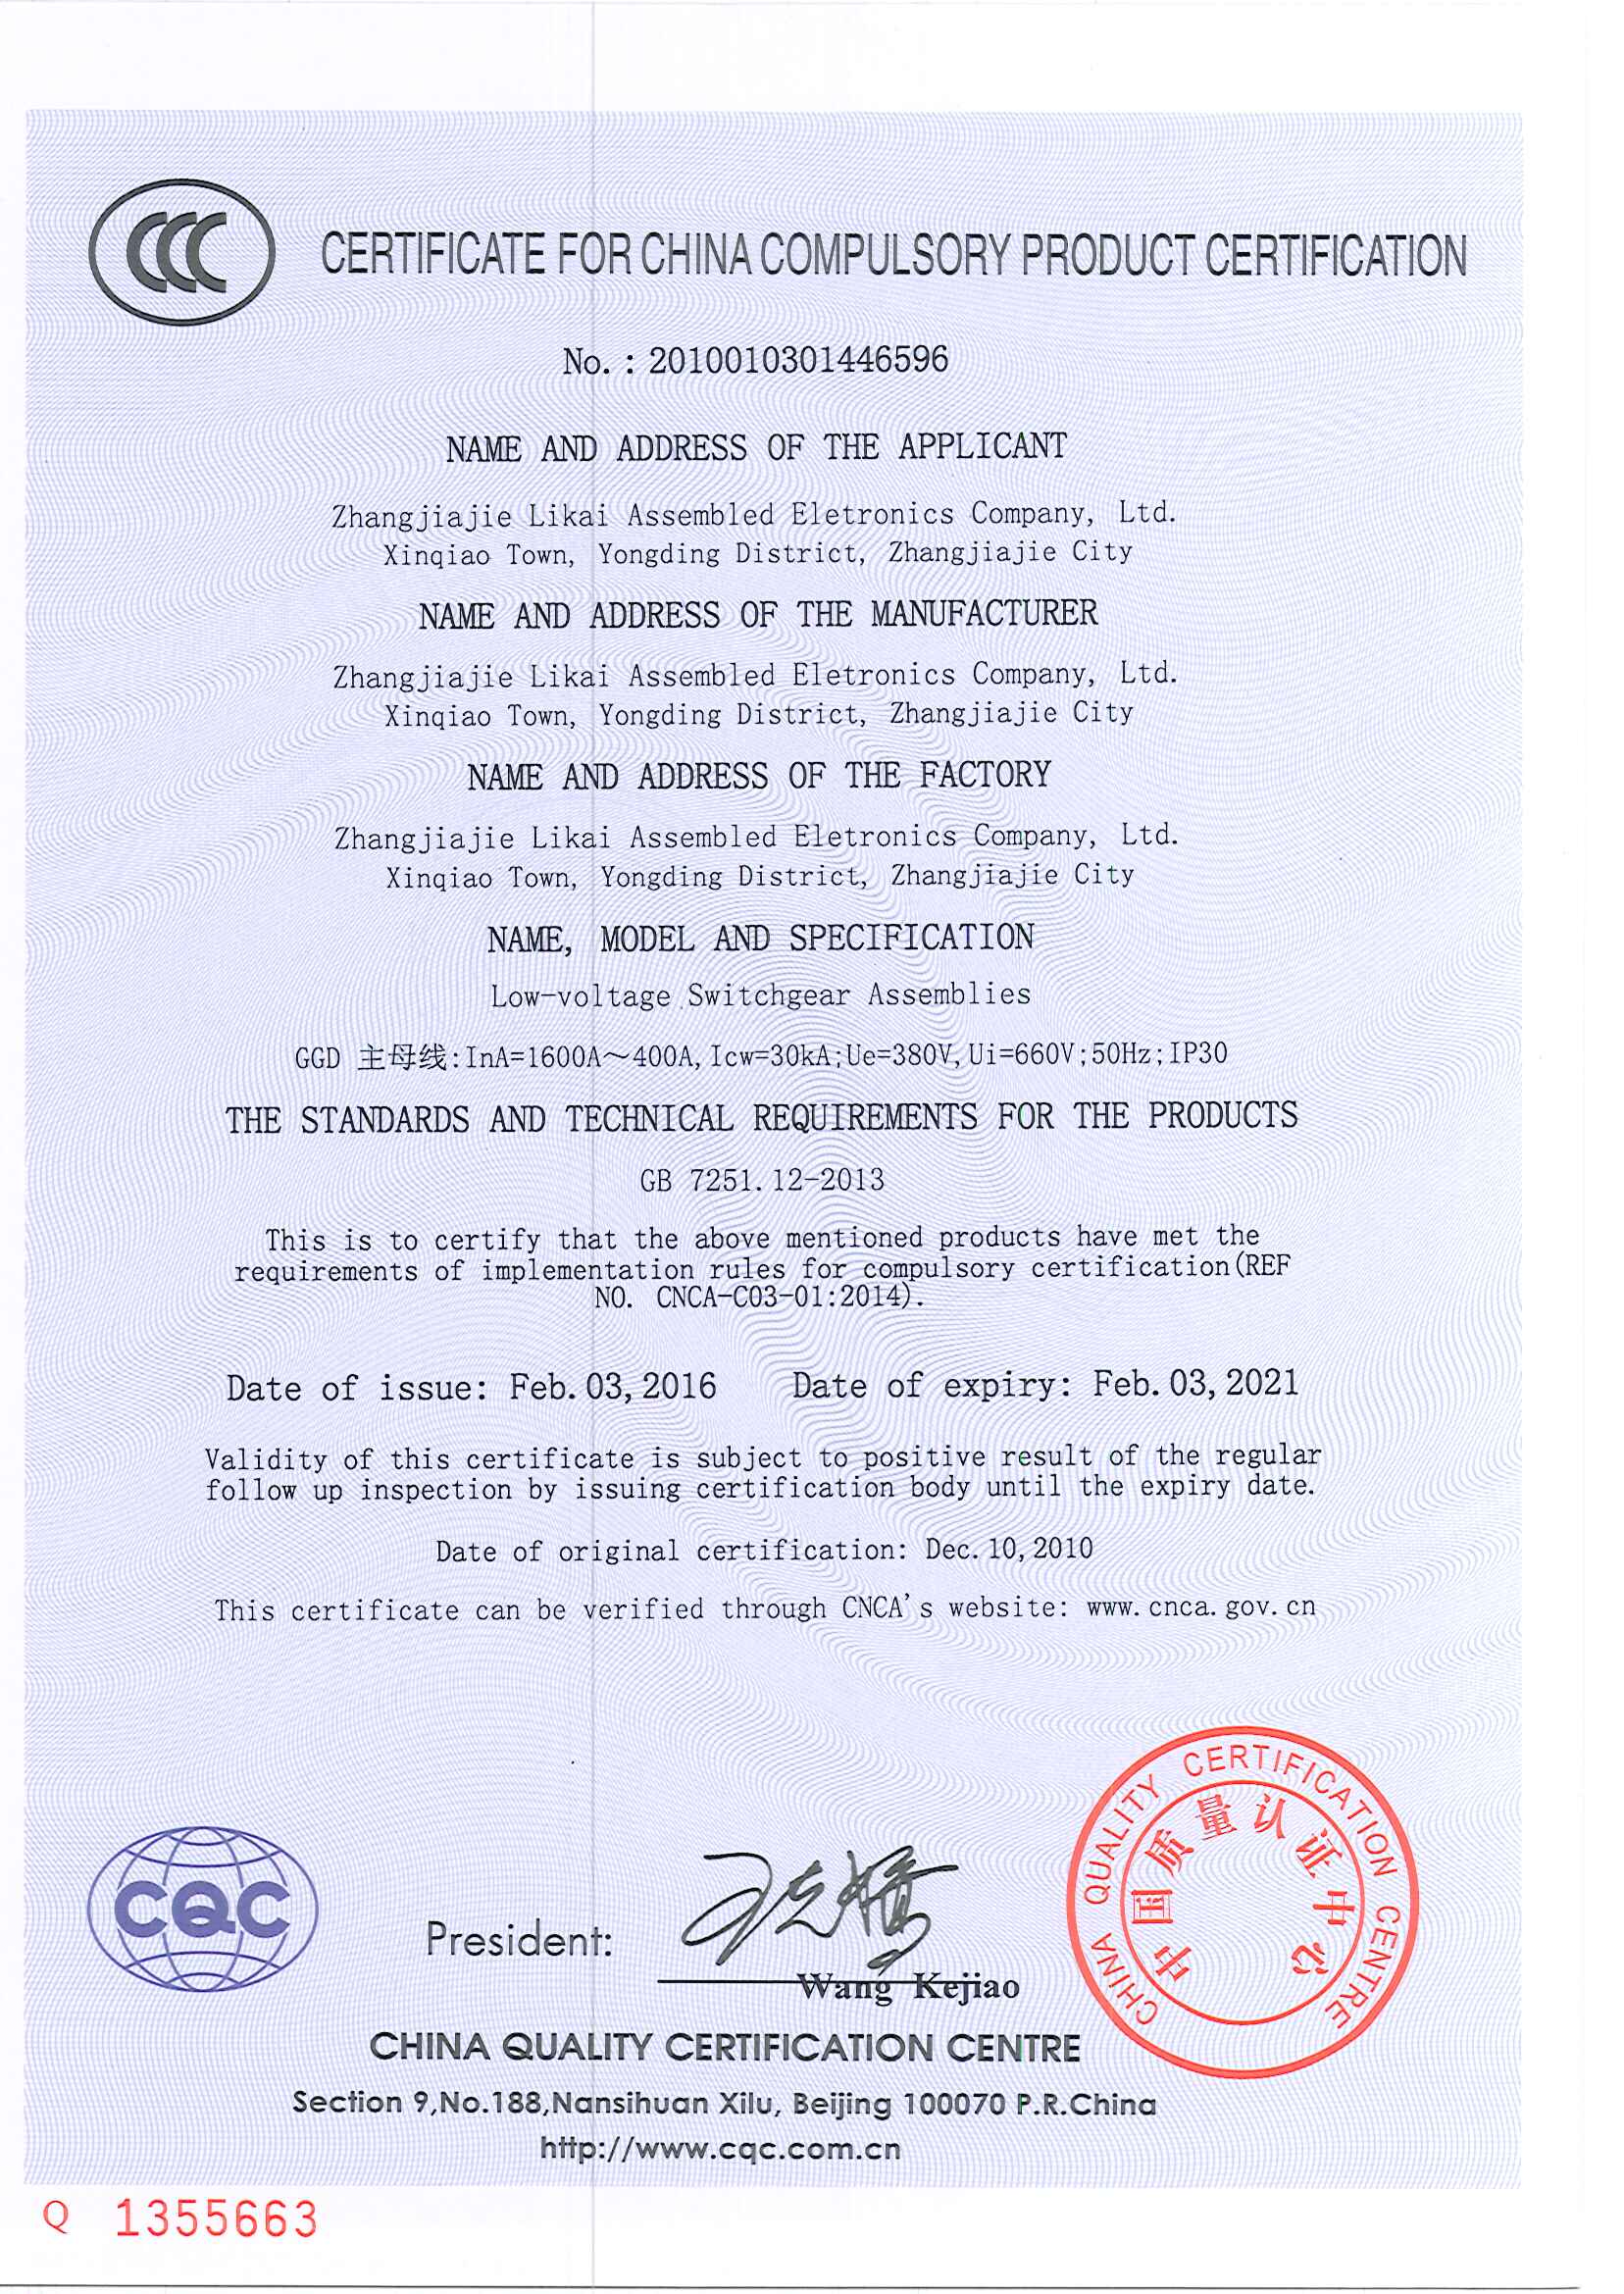 CCC
CERTIFICATE FOR CHINA COMPULSORY PRODUCT CERTIFICATION
No. : 2010010301446596
NAME AND ADDRESS OF THE APPLICANT
Zhangjiajie Likai Assembled Eletronics Company, Ltd.
Xinqiao Town, Yongding District, Zhangjiajie City
NAME AND ADDRESS OF THE MANUFACTURER
Zhangjiajie Likai Assembled Eletronics Company, Ltd.
Xinqiao Town, Yongding District, Zhangjiajie City
NAME AND ADDRESS OF THE FACTORY
Zhangjiajie Likai Assembled Eletronics Company, Ltd.
Xinqiao Town, Yongding District, Zhangjiajie City
NAME, MODEL AND SPECIFICATION
Low-voltage Switchgear Assemblies
GGD 主母线:InA=1600A～400A,Icw=30kA;Ue=380V,Ui=660V;50Hz;IP30
THE STANDARDS AND TECHNICAL REQUIREMENTS FOR THE PRODUCTS
GB 7251.12-2013
This is to certify that the above mentioned products have met the
requirements of implementation rules for compulsory certification(REF
NO. CNCA-C03-01:2014).
Date of issue: Feb.03,2016 Date of expiry: Feb.03,2021
Validity of this certificate is subject to positive result of the regular
follow up inspection by issuing certification body until the expiry date.
Date of original certification: Dec.10,2010
This certificate can be verified through CNCA's website: www.cnca.gov.cn
CHINA QUALITY CERTIFICATION CENTRE
中国质量认证中心
CQC
President:
王克娇
Wang Kejiao
CHINA QUALITY CERTIFICATION CENTRE
Section 9,No.188,Nansihuan Xilu, Beijing 100070 P.R.China
http://www.cqc.com.cn
Q 1355663